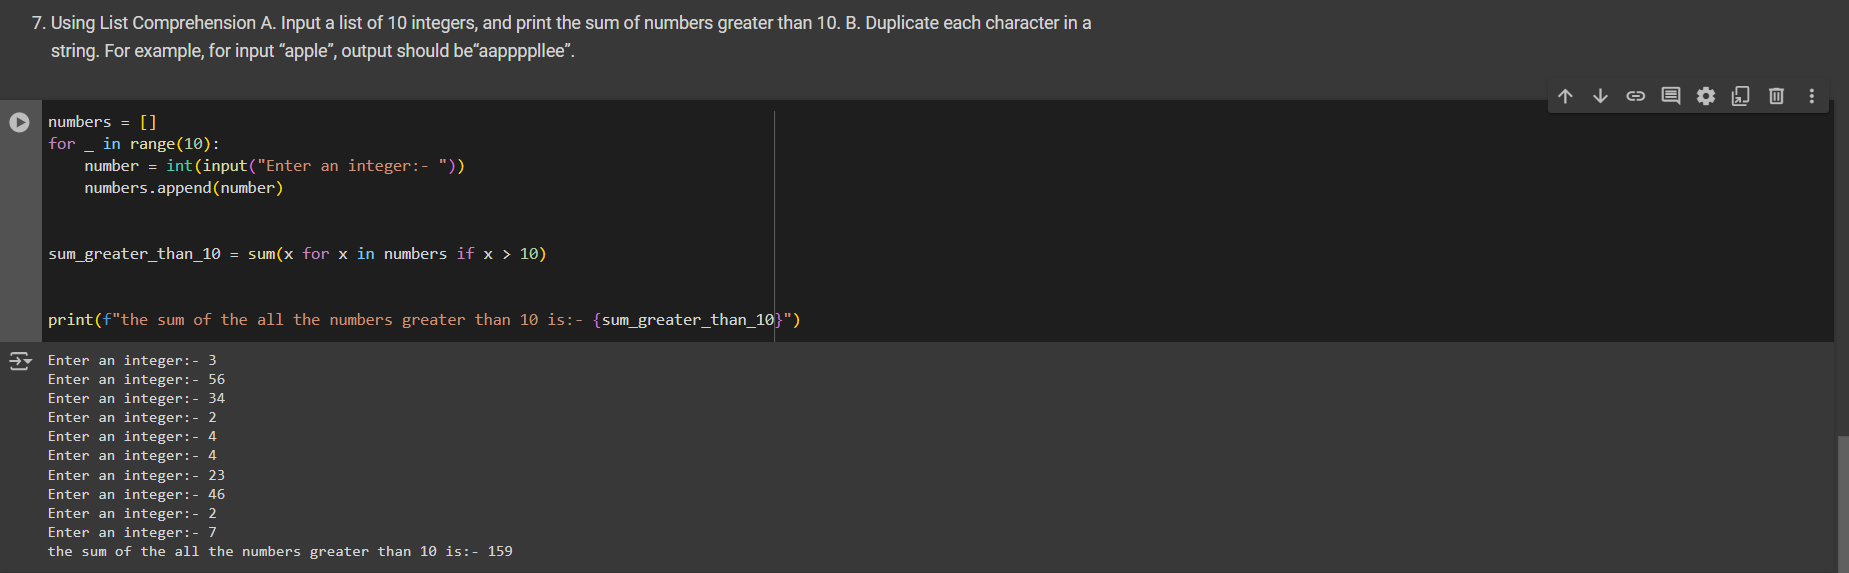 7. Using List Comprehension A. Input a list of 10 integers, and print the sum of numbers greater than 10. B. Duplicate each character in a
string. For example, for input “apple”, output should be“aappppllee”.
numbers = []
for _ in range(10):
    number = int(input("Enter an integer:- "))
    numbers.append(number)
sum_greater_than_10 = sum(x for x in numbers if x > 10)
print(f"the sum of the all the numbers greater than 10 is:- {sum_greater_than_10}")
Enter an integer:- 3
Enter an integer:- 56
Enter an integer:- 34
Enter an integer:- 2
Enter an integer:- 4
Enter an integer:- 4
Enter an integer:- 23
Enter an integer:- 46
Enter an integer:- 2
Enter an integer:- 7
the sum of the all the numbers greater than 10 is:- 159